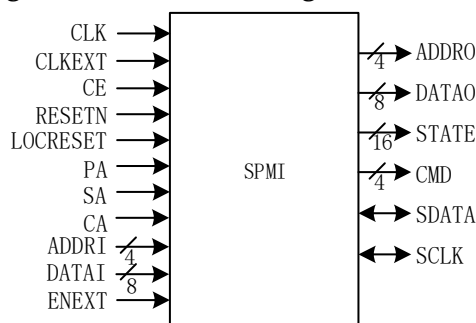 CLK
CLKEXT
CE
RESETN
LOCRESET
PA
SA
CA
ADDRI 4
DATAI 8
ENEXT
SPMI
4 ADDRO
8 DATAO
16 STATE
4 CMD
SDATA
SCLK